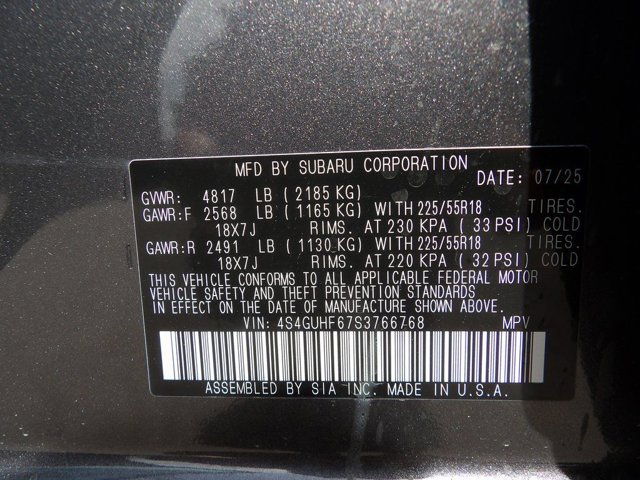 MFD BY SUBARU CORPORATION DATE: 07/25
GVWR: 4817 LB ( 2185 KG)
GAWR:F 2568 LB ( 1165 KG) WITH 225/55R18 TIRES.
18X7J RIMS. AT 230 KPA ( 33 PSI) COLD
GAWR:R 2491 LB ( 1130 KG) WITH 225/55R18 TIRES.
18X7J RIMS. AT 220 KPA ( 32 PSI) COLD
THIS VEHICLE CONFORMS TO ALL APPLICABLE FEDERAL MOTOR
VEHICLE SAFETY AND THEFT PREVENTION STANDARDS
IN EFFECT ON THE DATE OF MANUFACTURE SHOWN ABOVE.
VIN: 4S4GUHF67S3766768 MPV
ASSEMBLED BY SIA INC. MADE IN U.S.A.